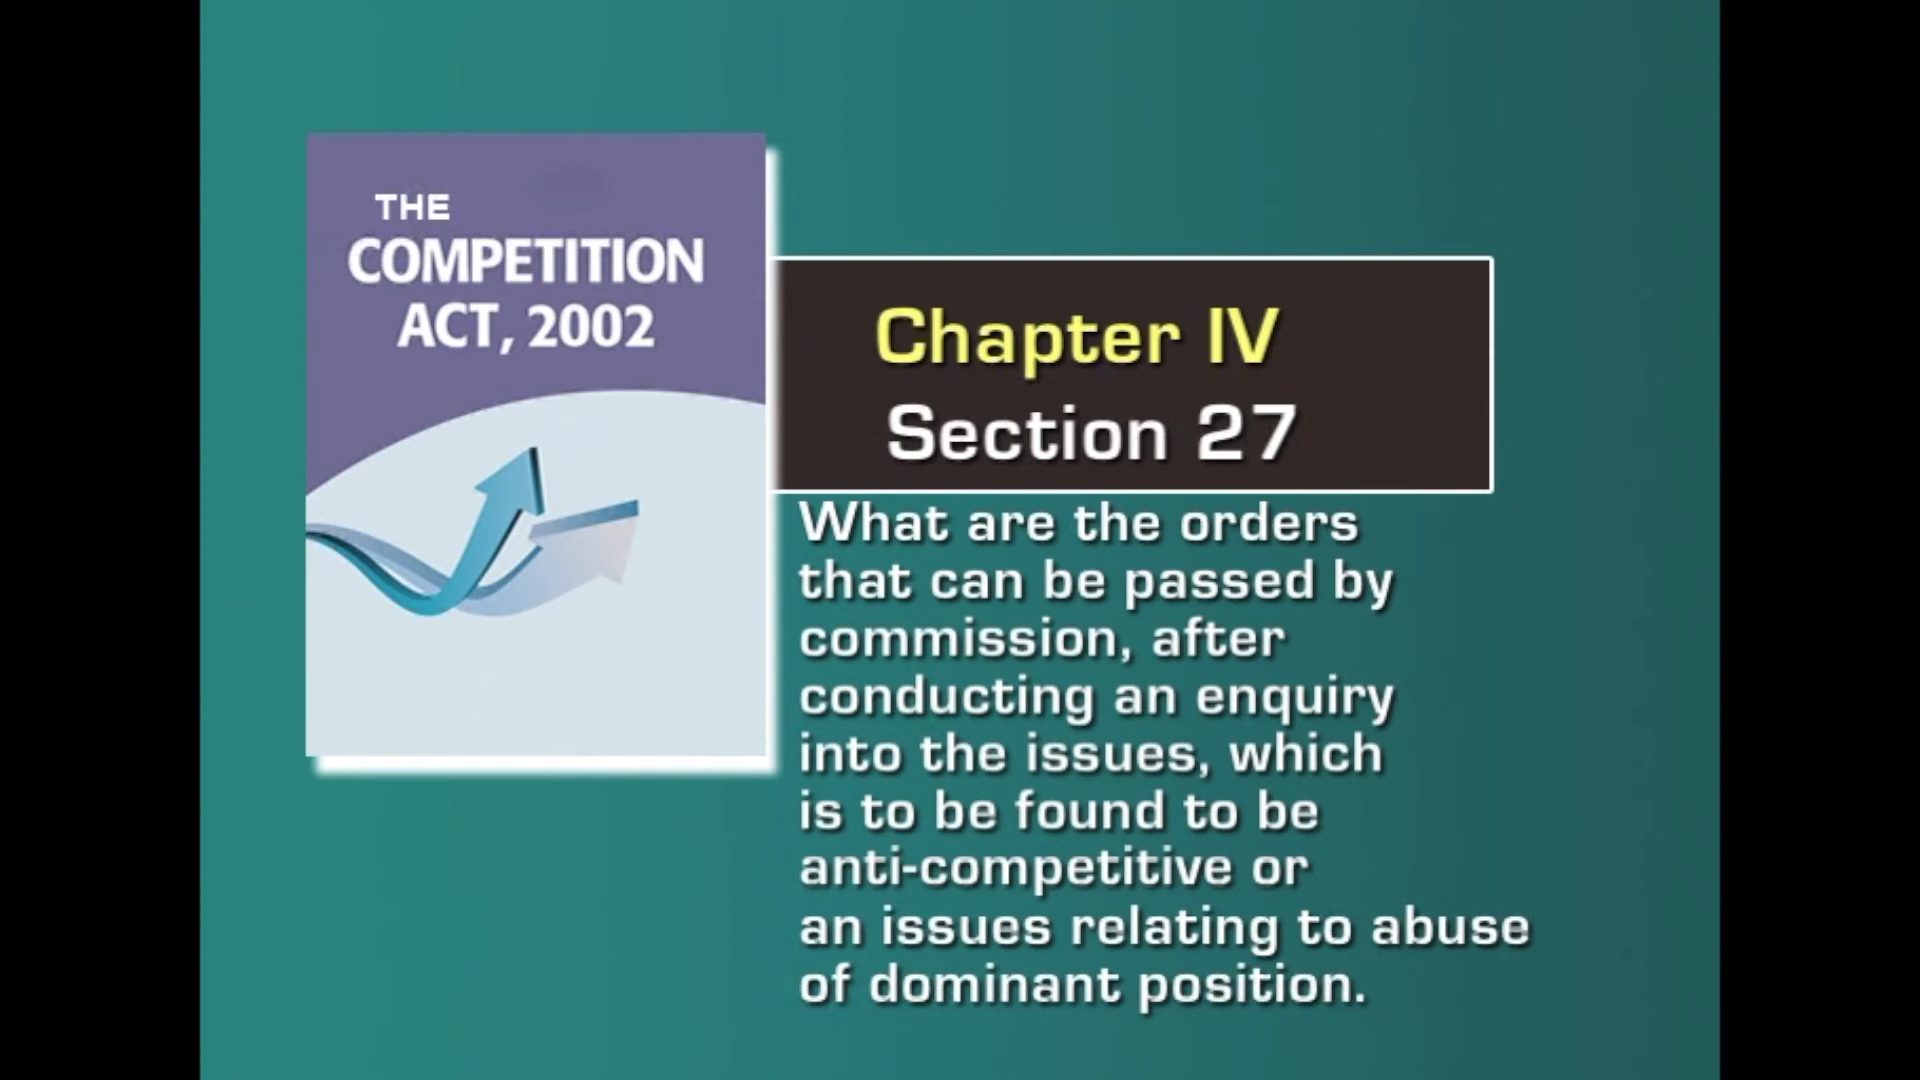 THE
COMPETITION
ACT, 2002
Chapter IV
Section 27
What are the orders
that can be passed by
commission, after
conducting an enquiry
into the issues, which
is to be found to be
anti-competitive or
an issues relating to abuse
of dominant position.